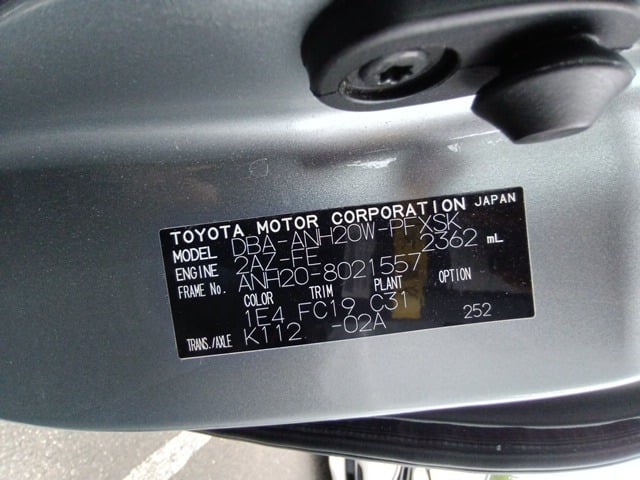 TOYOTA MOTOR CORPORATION JAPAN
MODEL DBA-ANH20W-PFXSK
ENGINE 2AZ-FE 2362 mL
FRAME No. ANH20-8021557
COLOR TRIM PLANT OPTION
1E4 FC19 C31
TRANS./AXLE K112 -02A 252